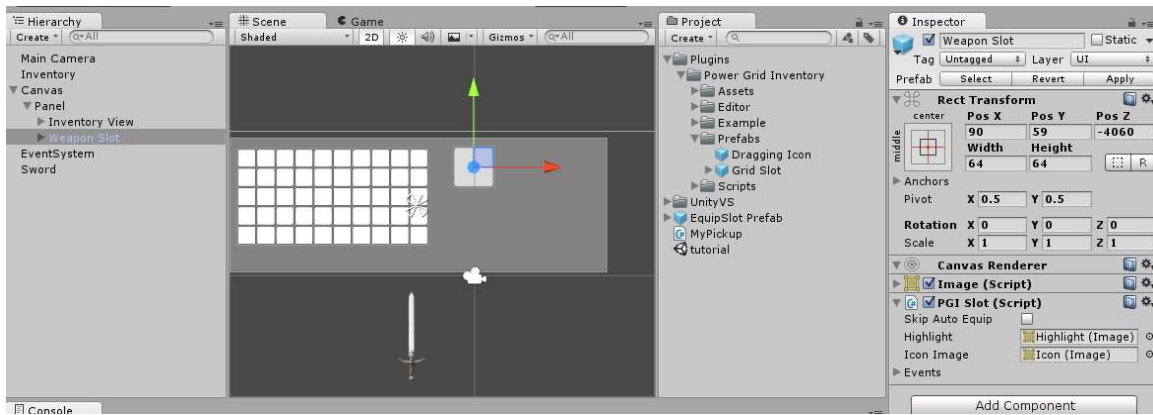 Hierarchy
Create All
Main Camera
Inventory
Canvas
Panel
Inventory View
Weapon Slot
EventSystem
Sword
Scene Game
Shaded 2D Gizmos All
Project
Create
Plugins
Power Grid Inventory
Assets
Editor
Example
Prefabs
Dragging Icon
Grid Slot
Scripts
UnityVS
EquipSlot Prefab
MyPickup
tutorial
Inspector
Weapon Slot Static
Tag Untagged Layer UI
Prefab Select Revert Apply
Rect Transform
center Pos X Pos Y Pos Z
middle 90 59 -4060
Width Height
64 64 R
Anchors
Pivot X 0.5 Y 0.5
Rotation X 0 Y 0 Z 0
Scale X 1 Y 1 Z 1
Canvas Renderer
Image (Script)
PGI Slot (Script)
Skip Auto Equip
Highlight Highlight (Image)
Icon Image Icon (Image)
Events
Add Component
Console